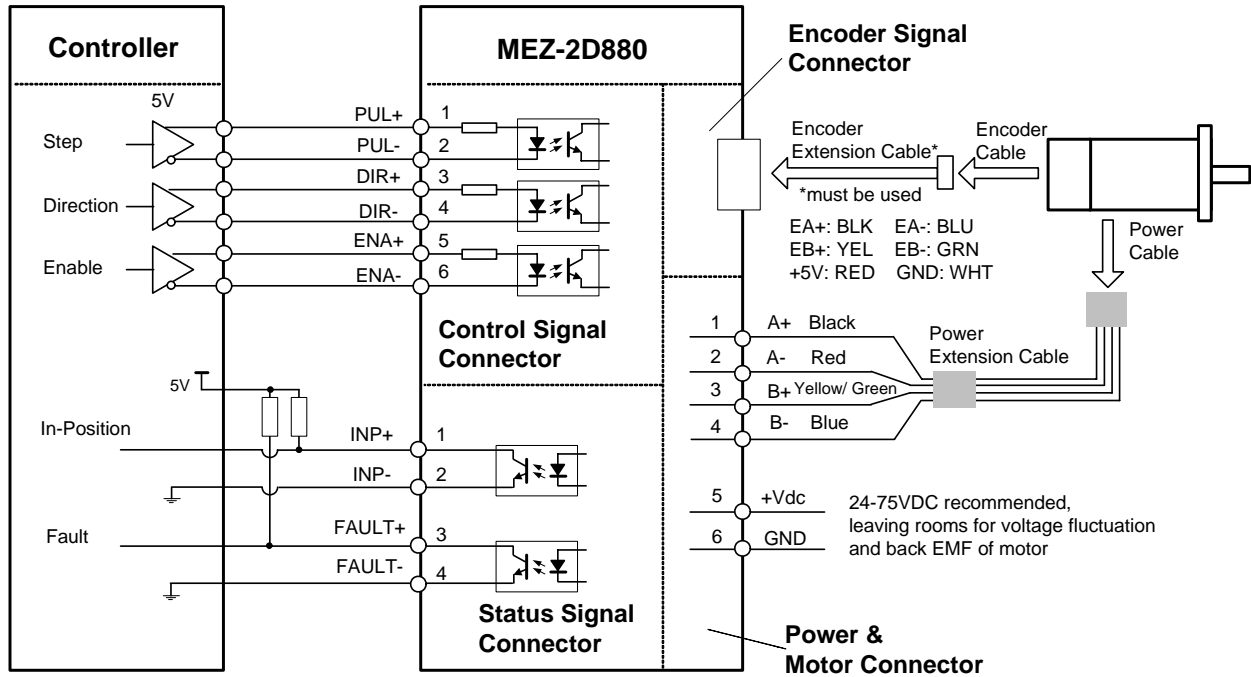 Controller
5V
Step
Direction
Enable
5V
In-Position
Fault
PUL+
PUL-
DIR+
DIR-
ENA+
ENA-
INP+
INP-
FAULT+
FAULT-
MEZ-2D880
1
2
3
4
5
6
Control Signal
Connector
1
2
3
4
Status Signal
Connector
Encoder Signal
Connector
Encoder
Extension Cable*
*must be used
Encoder
Cable
EA+: BLK EA-: BLU
EB+: YEL EB-: GRN
+5V: RED GND: WHT
Power
Cable
1 A+ Black
2 A- Red
3 B+ Yellow/ Green
4 B- Blue
Power
Extension Cable
5 +Vdc
6 GND
24-75VDC recommended,
leaving rooms for voltage fluctuation
and back EMF of motor
Power &
Motor Connector